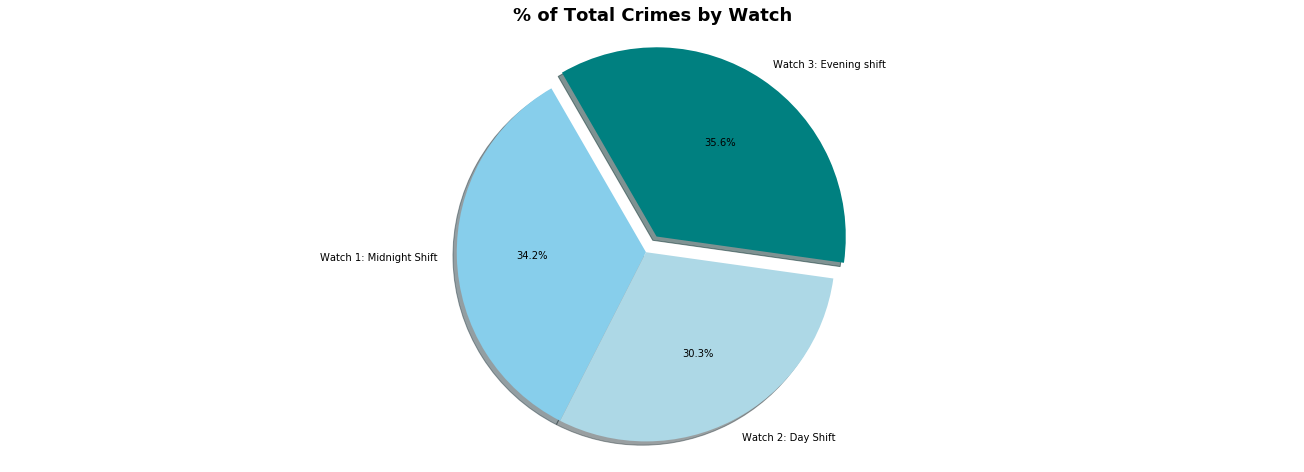 % of Total Crimes by Watch
Watch 3: Evening shift
35.6%
34.2%
Watch 1: Midnight Shift
30.3%
Watch 2: Day Shift